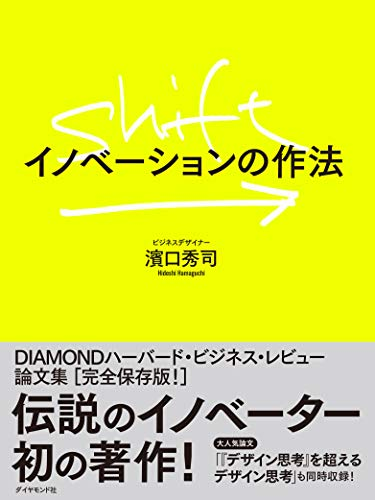 shift
イノベーションの作法
ビジネスデザイナー
濱口秀司
Hideshi Hamaguchi
DIAMONDハーバード・ビジネス・レビュー
論文集［完全保存版！］
伝説のイノベーター
初の著作！
大人気論文
「『デザイン思考』を超える
デザイン思考」も同時収録！
ダイヤモンド社